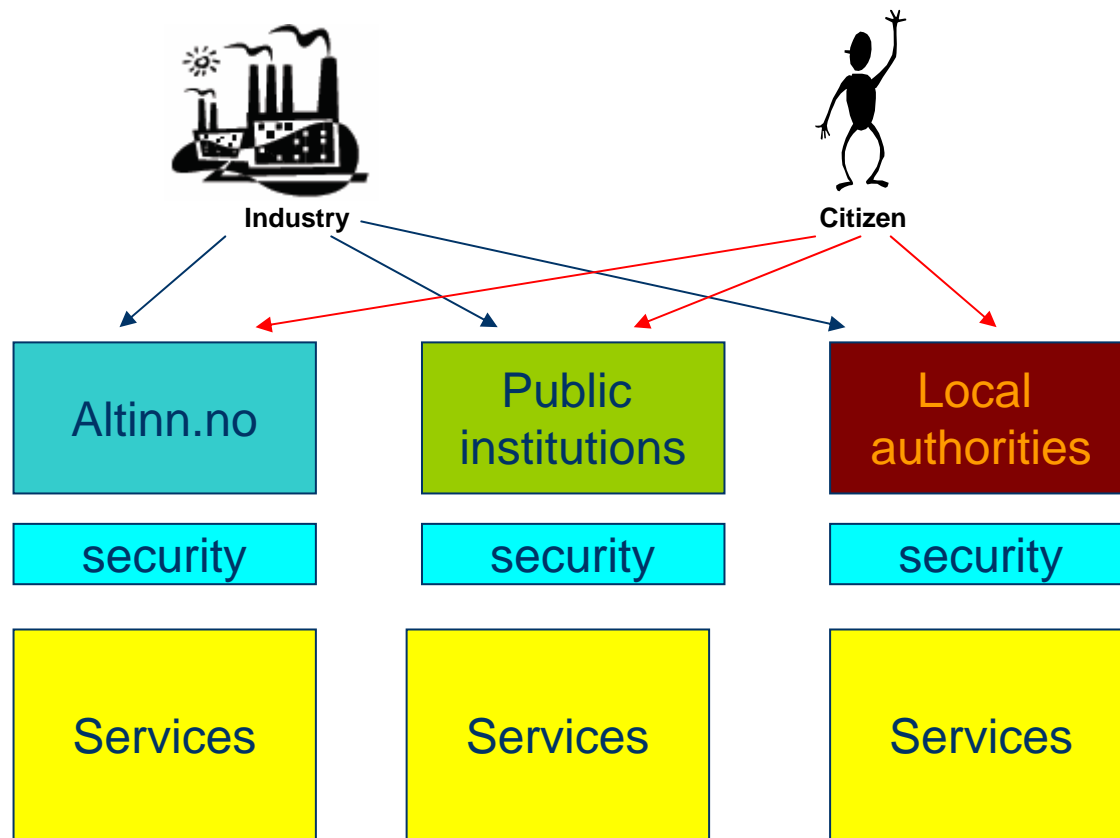 Industry
Citizen
Altinn.no
Public
institutions
Local
authorities
security
security
security
Services
Services
Services